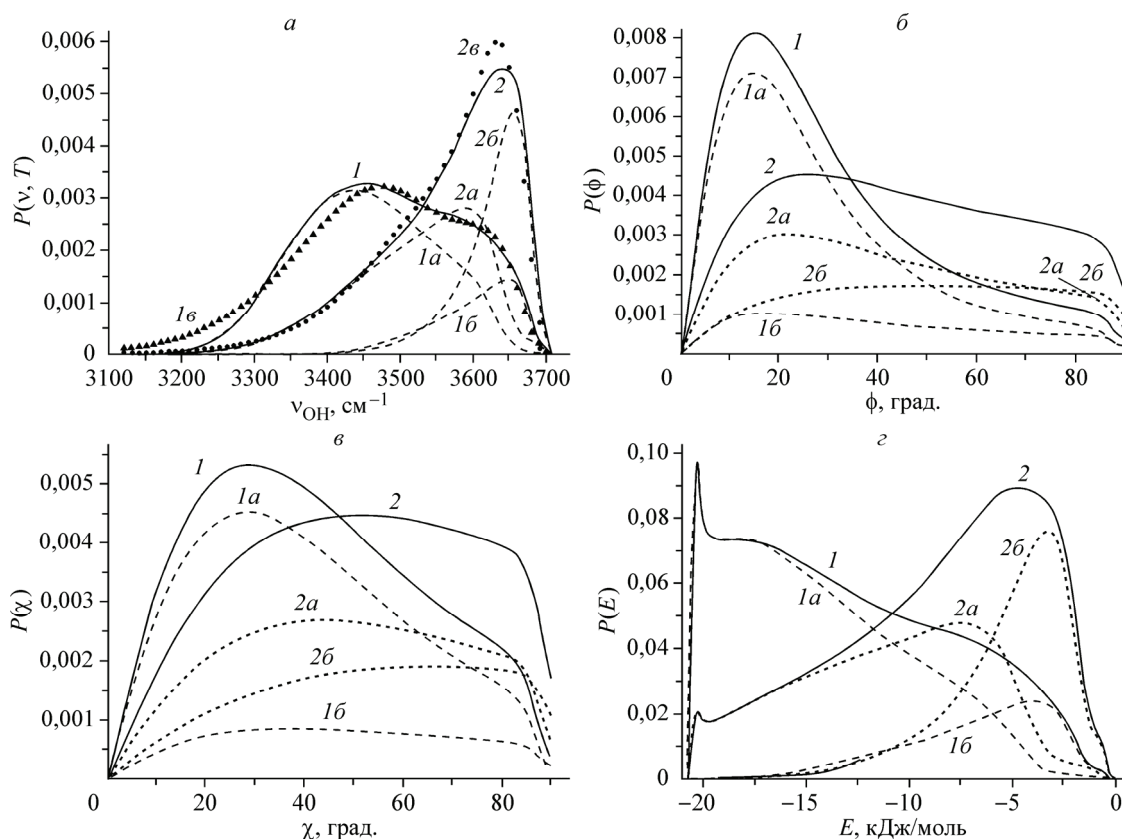 а
P(ν, T)
0,006
0,005
0,004
0,003
0,002
0,001
0
3100
3300
3400
3500
3600
3700
ν_OH, см⁻¹
1
1а
1б
1в
2
2а
2б
2в
б
P(ϕ)
0,008
0,007
0,006
0,005
0,004
0,003
0,002
0,001
0
20
40
60
80
ϕ, град.
1
1а
2
2а
2б
2а
2б
1б
в
P(χ)
0,005
0,004
0,003
0,002
0,001
0
20
40
60
80
χ, град.
1
1а
2
2а
2б
1б
г
P(E)
0,10
0,08
0,06
0,04
0,02
0
−20
−15
−10
−5
0
E, кДж/моль
1
1а
2
2а
2б
1б